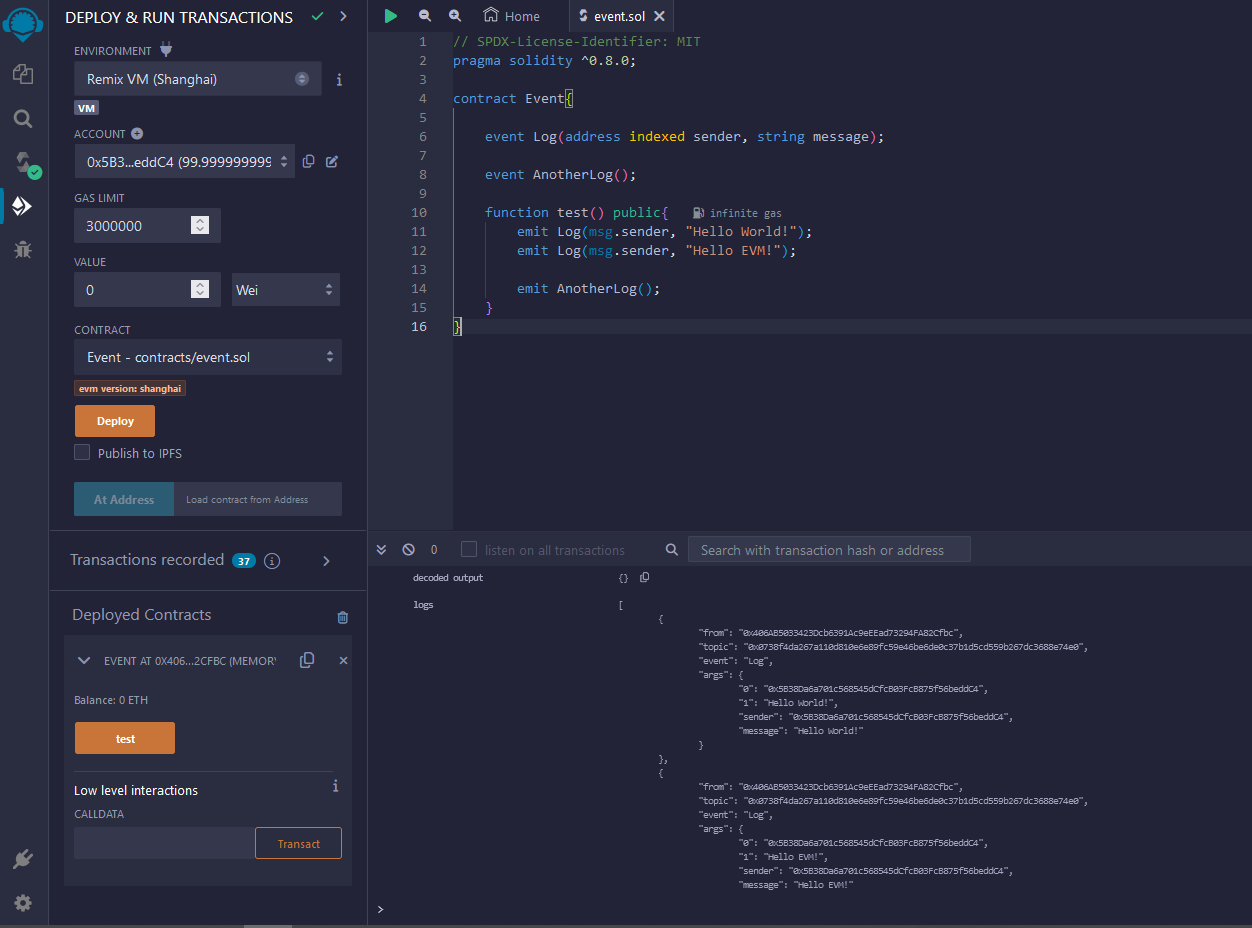 DEPLOY & RUN TRANSACTIONS
ENVIRONMENT
Remix VM (Shanghai)
VM
ACCOUNT
0x5B3...eddC4 (99.9999999999
GAS LIMIT
3000000
VALUE
0
Wei
CONTRACT
Event - contracts/event.sol
evm version: shanghai
Deploy
Publish to IPFS
At Address
Load contract from Address
Transactions recorded 37
Deployed Contracts
EVENT AT 0X406...2CFBC (MEMORY
Balance: 0 ETH
test
Low level interactions
CALLDATA
Transact
Home
event.sol
1 // SPDX-License-Identifier: MIT
2 pragma solidity ^0.8.0;
3
4 contract Event{
5
6 event Log(address indexed sender, string message);
7
8 event AnotherLog();
9
10 function test() public{ infinite gas
11 emit Log(msg.sender, "Hello World!");
12 emit Log(msg.sender, "Hello EVM!");
13
14 emit AnotherLog();
15 }
16 }
0 listen on all transactions Search with transaction hash or address
decoded output {}
logs [
{
"from": "0x406AB5033423Dcb6391Ac9eEEad73294FA82Cfbc",
"topic": "0x0738f4da267a110d810e6e89fc59e46be6de0c37b1d5cd559b267dc3688e74e0",
"event": "Log",
"args": {
"0": "0x5B38Da6a701c568545dCfcB03FcB875f56beddC4",
"1": "Hello World!",
"sender": "0x5B38Da6a701c568545dCfcB03FcB875f56beddC4",
"message": "Hello World!"
}
},
{
"from": "0x406AB5033423Dcb6391Ac9eEEad73294FA82Cfbc",
"topic": "0x0738f4da267a110d810e6e89fc59e46be6de0c37b1d5cd559b267dc3688e74e0",
"event": "Log",
"args": {
"0": "0x5B38Da6a701c568545dCfcB03FcB875f56beddC4",
"1": "Hello EVM!",
"sender": "0x5B38Da6a701c568545dCfcB03FcB875f56beddC4",
"message": "Hello EVM!"
>